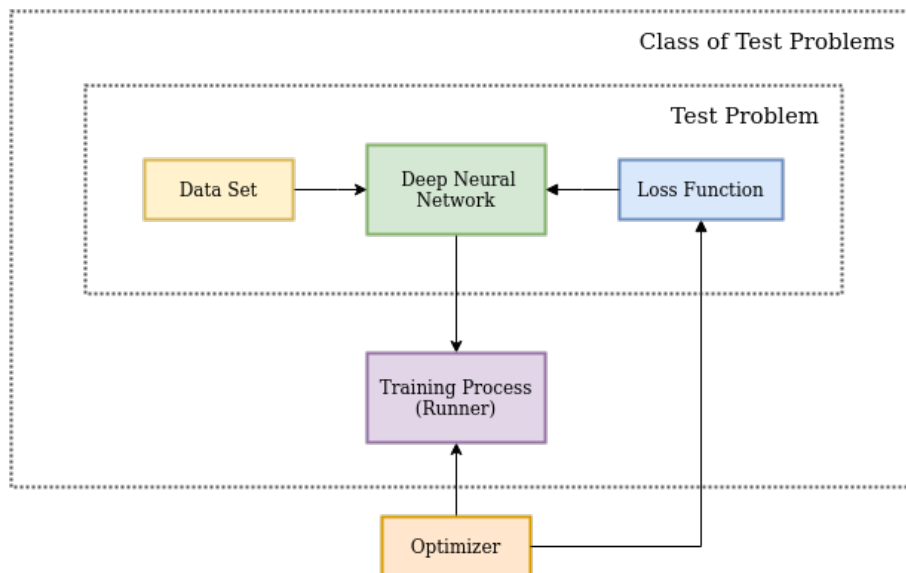 Class of Test Problems
Test Problem
Data Set
Deep Neural
Network
Loss Function
Training Process
(Runner)
Optimizer